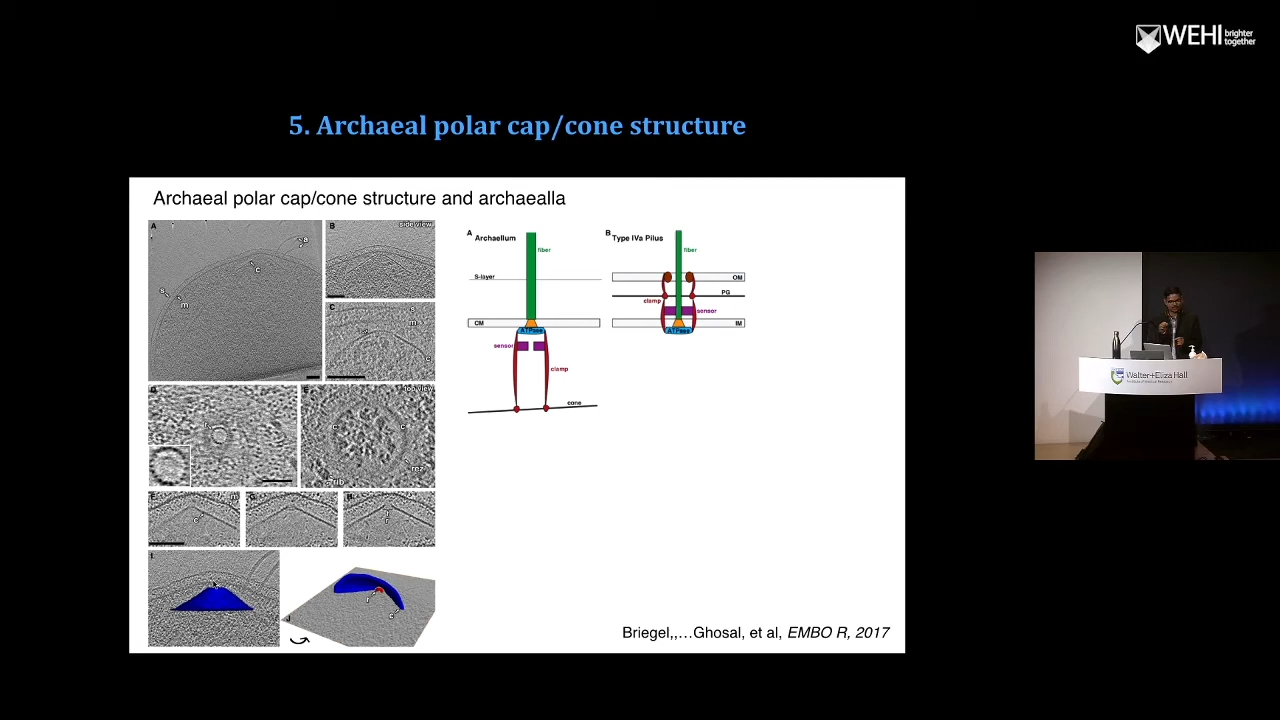 WEHI brighter together
5. Archaeal polar cap/cone structure
Archaeal polar cap/cone structure and archaealla
A
a
c
s
m
B
side view
C
s
m
c
D
r
E
top view
c
c
rez
rib
F
m
c
G
H
r
I
r
c
J
A Archaellum
fiber
S-layer
CM
ATPase
sensor
clamp
cone
B Type IVa Pilus
fiber
OM
PG
clamp
sensor
IM
ATPase
Briegel,,…Ghosal, et al, EMBO R, 2017
Walter+Eliza Hall